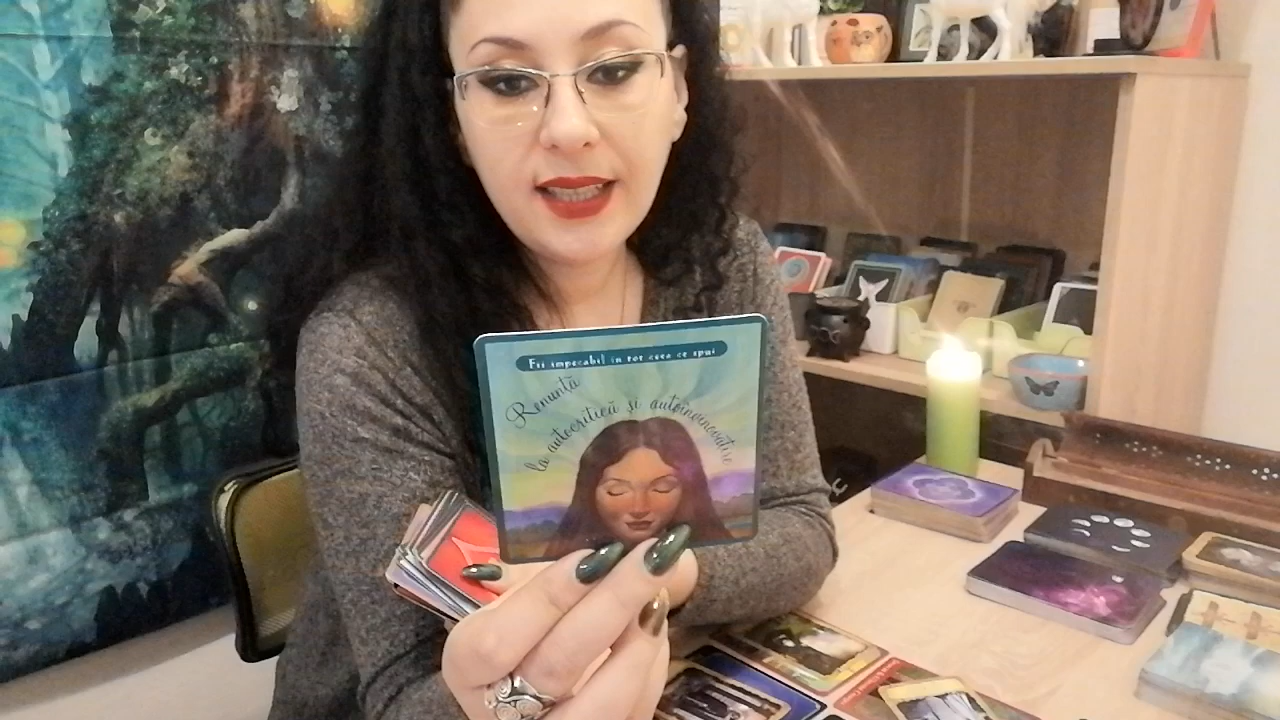 Fii impecabil în tot ceea ce spui
Renunță
la autocritică și autoînvinovățire